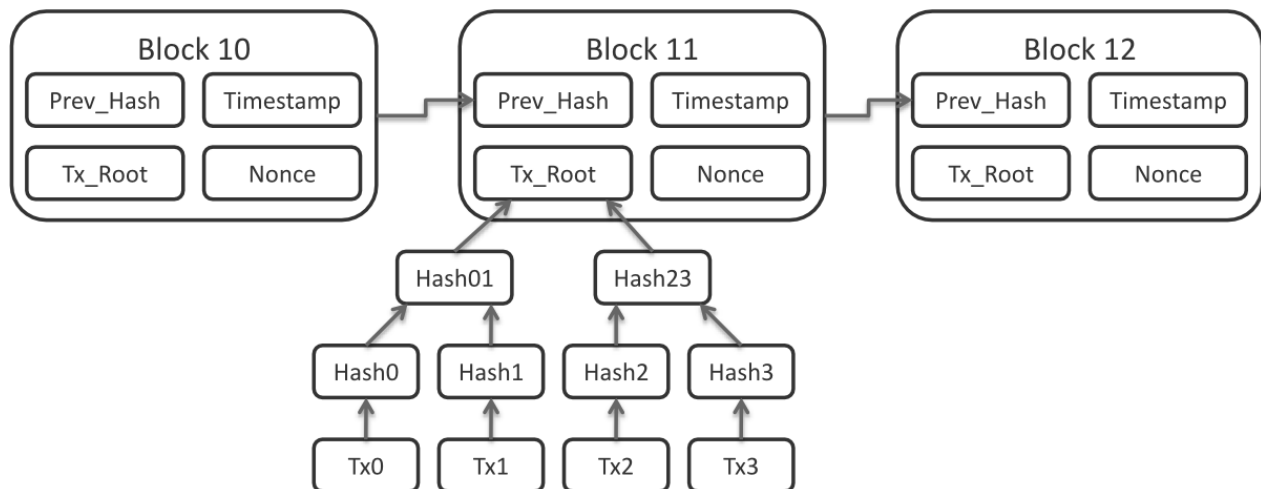 Block 10
Block 11
Block 12
Prev_Hash
Timestamp
Prev_Hash
Timestamp
Prev_Hash
Timestamp
Tx_Root
Nonce
Tx_Root
Nonce
Tx_Root
Nonce
Hash01
Hash23
Hash0
Hash1
Hash2
Hash3
Tx0
Tx1
Tx2
Tx3